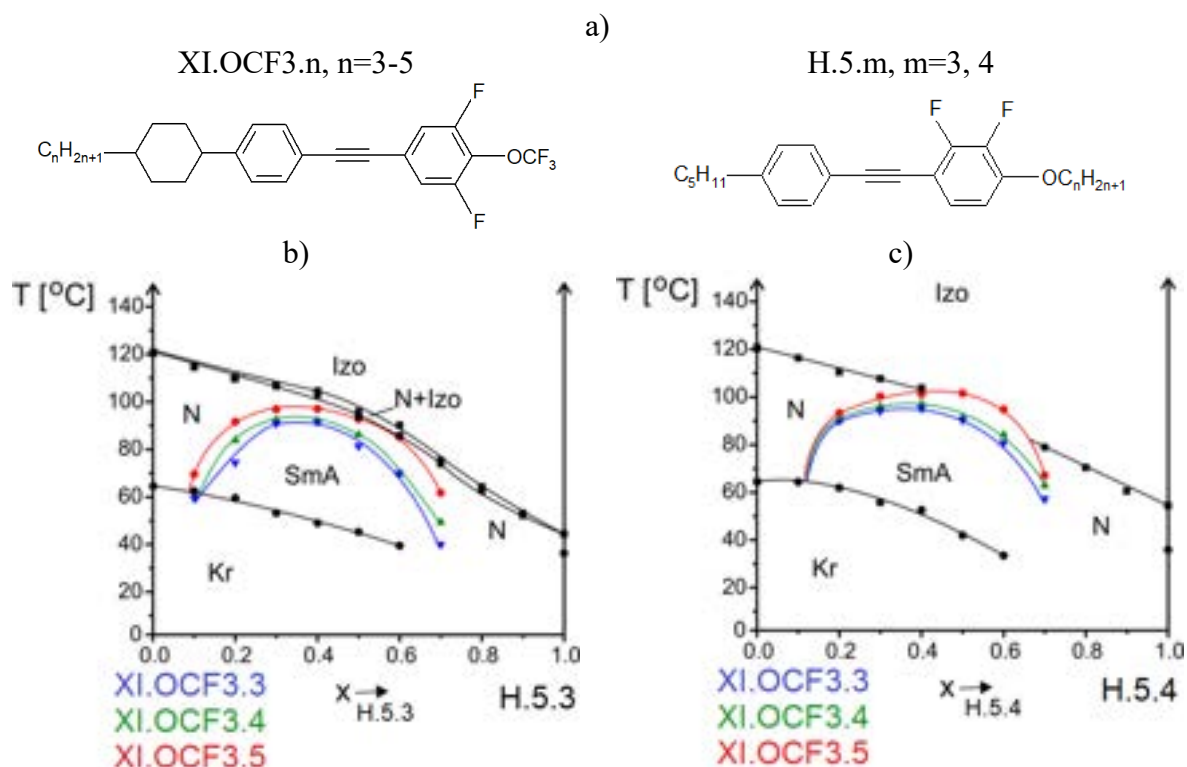 a)
XI.OCF3.n, n=3-5
H.5.m, m=3, 4
F
CₙH₂ₙ₊₁
OCF₃
F
F
F
C₅H₁₁
OCₙH₂ₙ₊₁
b)
c)
T [°C]
140
120
100
80
60
40
20
0
Izo
N
N+Izo
SmA
N
Kr
0.0 0.2 0.4 0.6 0.8 1.0
XI.OCF3.3
XI.OCF3.4
XI.OCF3.5
x → H.5.3
H.5.3
T [°C]
140
120
100
80
60
40
20
0
Izo
N
SmA
N
Kr
0.0 0.2 0.4 0.6 0.8 1.0
XI.OCF3.3
XI.OCF3.4
XI.OCF3.5
x → H.5.4
H.5.4